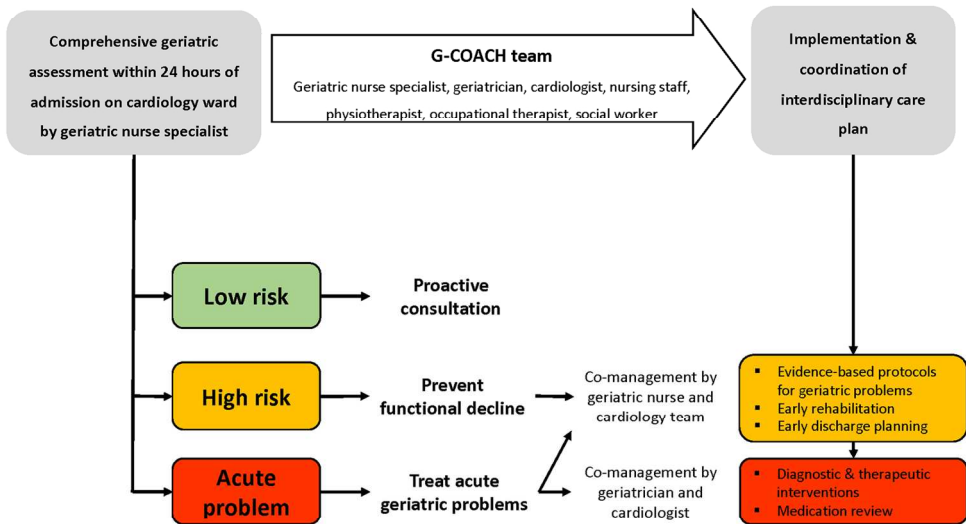 Comprehensive geriatric
assessment within 24 hours of
admission on cardiology ward
by geriatric nurse specialist
G-COACH team
Geriatric nurse specialist, geriatrician, cardiologist, nursing staff,
physiotherapist, occupational therapist, social worker
Implementation &
coordination of
interdisciplinary care
plan
Low risk
Proactive
consultation
High risk
Prevent
functional decline
Co-management by
geriatric nurse and
cardiology team
▪ Evidence-based protocols
for geriatric problems
▪ Early rehabilitation
▪ Early discharge planning
Acute
problem
Treat acute
geriatric problems
Co-management by
geriatrician and
cardiologist
▪ Diagnostic & therapeutic
interventions
▪ Medication review